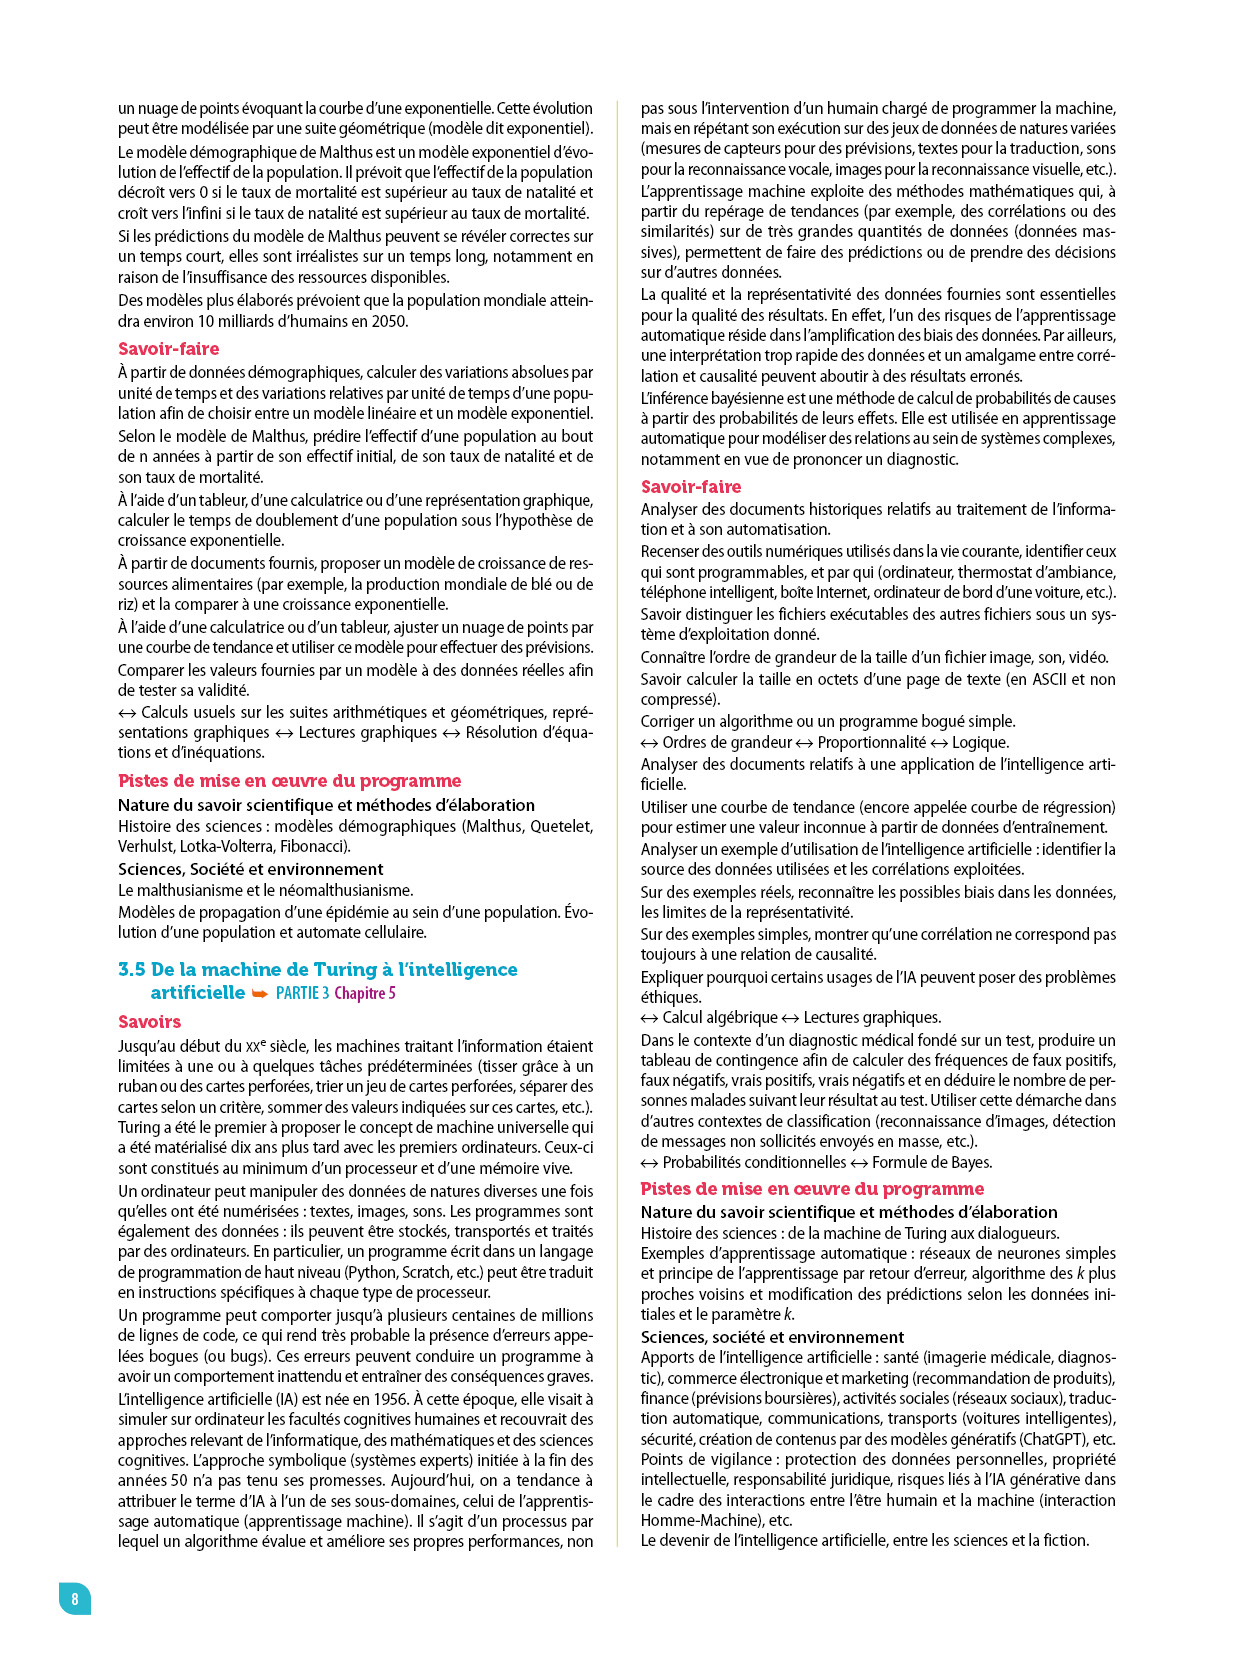 un nuage de points évoquant la courbe d’une exponentielle. Cette évolution
peut être modélisée par une suite géométrique (modèle dit exponentiel).
Le modèle démographique de Malthus est un modèle exponentiel d’évo-
lution de l’effectif de la population. Il prévoit que l’effectif de la population
décroît vers 0 si le taux de mortalité est supérieur au taux de natalité et
croît vers l’infini si le taux de natalité est supérieur au taux de mortalité.
Si les prédictions du modèle de Malthus peuvent se révéler correctes sur
un temps court, elles sont irréalistes sur un temps long, notamment en
raison de l’insuffisance des ressources disponibles.
Des modèles plus élaborés prévoient que la population mondiale attein-
dra environ 10 milliards d’humains en 2050.
Savoir-faire
À partir de données démographiques, calculer des variations absolues par
unité de temps et des variations relatives par unité de temps d’une popu-
lation afin de choisir entre un modèle linéaire et un modèle exponentiel.
Selon le modèle de Malthus, prédire l’effectif d’une population au bout
de n années à partir de son effectif initial, de son taux de natalité et de
son taux de mortalité.
À l’aide d’un tableur, d’une calculatrice ou d’une représentation graphique,
calculer le temps de doublement d’une population sous l’hypothèse de
croissance exponentielle.
À partir de documents fournis, proposer un modèle de croissance de res-
sources alimentaires (par exemple, la production mondiale de blé ou de
riz) et la comparer à une croissance exponentielle.
À l’aide d’une calculatrice ou d’un tableur, ajuster un nuage de points par
une courbe de tendance et utiliser ce modèle pour effectuer des prévisions.
Comparer les valeurs fournies par un modèle à des données réelles afin
de tester sa validité.
↔ Calculs usuels sur les suites arithmétiques et géométriques, repré-
sentations graphiques ↔ Lectures graphiques ↔ Résolution d’équa-
tions et d’inéquations.
Pistes de mise en œuvre du programme
Nature du savoir scientifique et méthodes d’élaboration
Histoire des sciences : modèles démographiques (Malthus, Quetelet,
Verhulst, Lotka-Volterra, Fibonacci).
Sciences, Société et environnement
Le malthusianisme et le néomalthusianisme.
Modèles de propagation d’une épidémie au sein d’une population. Évo-
lution d’une population et automate cellulaire.
3.5 De la machine de Turing à l’intelligence
artificielle ➥ PARTIE 3 Chapitre 5
Savoirs
Jusqu’au début du XXe siècle, les machines traitant l’information étaient
limitées à une ou à quelques tâches prédéterminées (tisser grâce à un
ruban ou des cartes perforées, trier un jeu de cartes perforées, séparer des
cartes selon un critère, sommer des valeurs indiquées sur ces cartes, etc.).
Turing a été le premier à proposer le concept de machine universelle qui
a été matérialisé dix ans plus tard avec les premiers ordinateurs. Ceux-ci
sont constitués au minimum d’un processeur et d’une mémoire vive.
Un ordinateur peut manipuler des données de natures diverses une fois
qu’elles ont été numérisées : textes, images, sons. Les programmes sont
également des données : ils peuvent être stockés, transportés et traités
par des ordinateurs. En particulier, un programme écrit dans un langage
de programmation de haut niveau (Python, Scratch, etc.) peut être traduit
en instructions spécifiques à chaque type de processeur.
Un programme peut comporter jusqu’à plusieurs centaines de millions
de lignes de code, ce qui rend très probable la présence d’erreurs appe-
lées bogues (ou bugs). Ces erreurs peuvent conduire un programme à
avoir un comportement inattendu et entraîner des conséquences graves.
L’intelligence artificielle (IA) est née en 1956. À cette époque, elle visait à
simuler sur ordinateur les facultés cognitives humaines et recouvrait des
approches relevant de l’informatique, des mathématiques et des sciences
cognitives. L’approche symbolique (systèmes experts) initiée à la fin des
années 50 n’a pas tenu ses promesses. Aujourd’hui, on a tendance à
attribuer le terme d’IA à l’un de ses sous-domaines, celui de l’apprentis-
sage automatique (apprentissage machine). Il s’agit d’un processus par
lequel un algorithme évalue et améliore ses propres performances, non
pas sous l’intervention d’un humain chargé de programmer la machine,
mais en répétant son exécution sur des jeux de données de natures variées
(mesures de capteurs pour des prévisions, textes pour la traduction, sons
pour la reconnaissance vocale, images pour la reconnaissance visuelle, etc.).
L’apprentissage machine exploite des méthodes mathématiques qui, à
partir du repérage de tendances (par exemple, des corrélations ou des
similarités) sur de très grandes quantités de données (données mas-
sives), permettent de faire des prédictions ou de prendre des décisions
sur d’autres données.
La qualité et la représentativité des données fournies sont essentielles
pour la qualité des résultats. En effet, l’un des risques de l’apprentissage
automatique réside dans l’amplification des biais des données. Par ailleurs,
une interprétation trop rapide des données et un amalgame entre corré-
lation et causalité peuvent aboutir à des résultats erronés.
L’inférence bayésienne est une méthode de calcul de probabilités de causes
à partir des probabilités de leurs effets. Elle est utilisée en apprentissage
automatique pour modéliser des relations au sein de systèmes complexes,
notamment en vue de prononcer un diagnostic.
Savoir-faire
Analyser des documents historiques relatifs au traitement de l’informa-
tion et à son automatisation.
Recenser des outils numériques utilisés dans la vie courante, identifier ceux
qui sont programmables, et par qui (ordinateur, thermostat d’ambiance,
téléphone intelligent, boîte Internet, ordinateur de bord d’une voiture, etc.).
Savoir distinguer les fichiers exécutables des autres fichiers sous un sys-
tème d’exploitation donné.
Connaître l’ordre de grandeur de la taille d’un fichier image, son, vidéo.
Savoir calculer la taille en octets d’une page de texte (en ASCII et non
compressé).
Corriger un algorithme ou un programme bogué simple.
↔ Ordres de grandeur ↔ Proportionnalité ↔ Logique.
Analyser des documents relatifs à une application de l’intelligence arti-
ficielle.
Utiliser une courbe de tendance (encore appelée courbe de régression)
pour estimer une valeur inconnue à partir de données d’entraînement.
Analyser un exemple d’utilisation de l’intelligence artificielle : identifier la
source des données utilisées et les corrélations exploitées.
Sur des exemples réels, reconnaître les possibles biais dans les données,
les limites de la représentativité.
Sur des exemples simples, montrer qu’une corrélation ne correspond pas
toujours à une relation de causalité.
Expliquer pourquoi certains usages de l’IA peuvent poser des problèmes
éthiques.
↔ Calcul algébrique ↔ Lectures graphiques.
Dans le contexte d’un diagnostic médical fondé sur un test, produire un
tableau de contingence afin de calculer des fréquences de faux positifs,
faux négatifs, vrais positifs, vrais négatifs et en déduire le nombre de per-
sonnes malades suivant leur résultat au test. Utiliser cette démarche dans
d’autres contextes de classification (reconnaissance d’images, détection
de messages non sollicités envoyés en masse, etc.).
↔ Probabilités conditionnelles ↔ Formule de Bayes.
Pistes de mise en œuvre du programme
Nature du savoir scientifique et méthodes d’élaboration
Histoire des sciences : de la machine de Turing aux dialogueurs.
Exemples d’apprentissage automatique : réseaux de neurones simples
et principe de l’apprentissage par retour d’erreur, algorithme des k plus
proches voisins et modification des prédictions selon les données ini-
tiales et le paramètre k.
Sciences, société et environnement
Apports de l’intelligence artificielle : santé (imagerie médicale, diagnos-
tic), commerce électronique et marketing (recommandation de produits),
finance (prévisions boursières), activités sociales (réseaux sociaux), traduc-
tion automatique, communications, transports (voitures intelligentes),
sécurité, création de contenus par des modèles génératifs (ChatGPT), etc.
Points de vigilance : protection des données personnelles, propriété
intellectuelle, responsabilité juridique, risques liés à l’IA générative dans
le cadre des interactions entre l’être humain et la machine (interaction
Homme-Machine), etc.
Le devenir de l’intelligence artificielle, entre les sciences et la fiction.
8